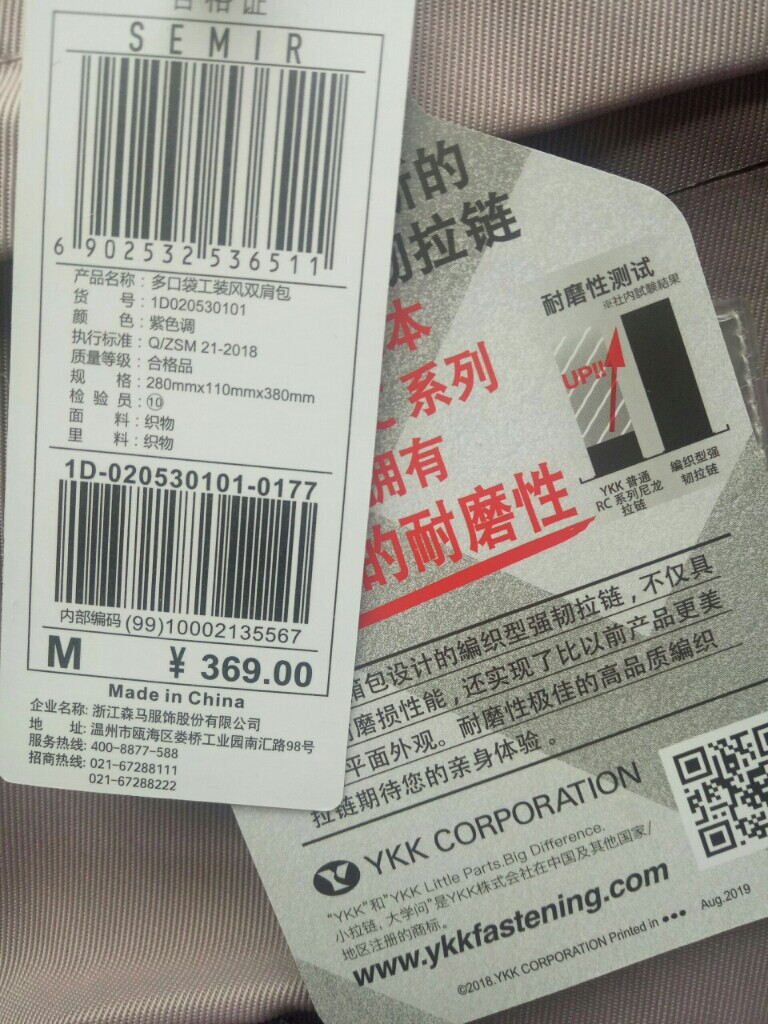 合格证
SEMIR
6 902532 536511
产品名称：多口袋工装风双肩包
货 号：1D020530101
颜 色：紫色调
执行标准：Q/ZSM 21-2018
质量等级：合格品
规 格：280mmx110mmx380mm
检 验 员：⑩
面 料：织物
里 料：织物
1D-020530101-0177
内部编码 (99)10002135567
M ¥ 369.00
Made in China
企业名称: 浙江森马服饰股份有限公司
地 址: 温州市瓯海区娄桥工业园南汇路98号
服务热线: 400-8877-588
招商热线: 021-67288111
021-67288222
的
拉链
本
系列
拥有
的耐磨性
耐磨性测试
※社内試験結果
UP!!
YKK 普通
RC 系列尼龙
拉链
编织型强
韧拉链
箱包设计的编织型强韧拉链，不仅具
磨损性能，还实现了比以前产品更美
平面外观。耐磨性极佳的高品质编织
拉链期待您的亲身体验。
YKK CORPORATION
"YKK"和"YKK Little Parts.Big Difference.
小拉链，大学问"是YKK株式会社在中国及其他国家/
地区注册的商标。
www.ykkfastening.com
©2018.YKK CORPORATION Printed in ••• Aug.2019